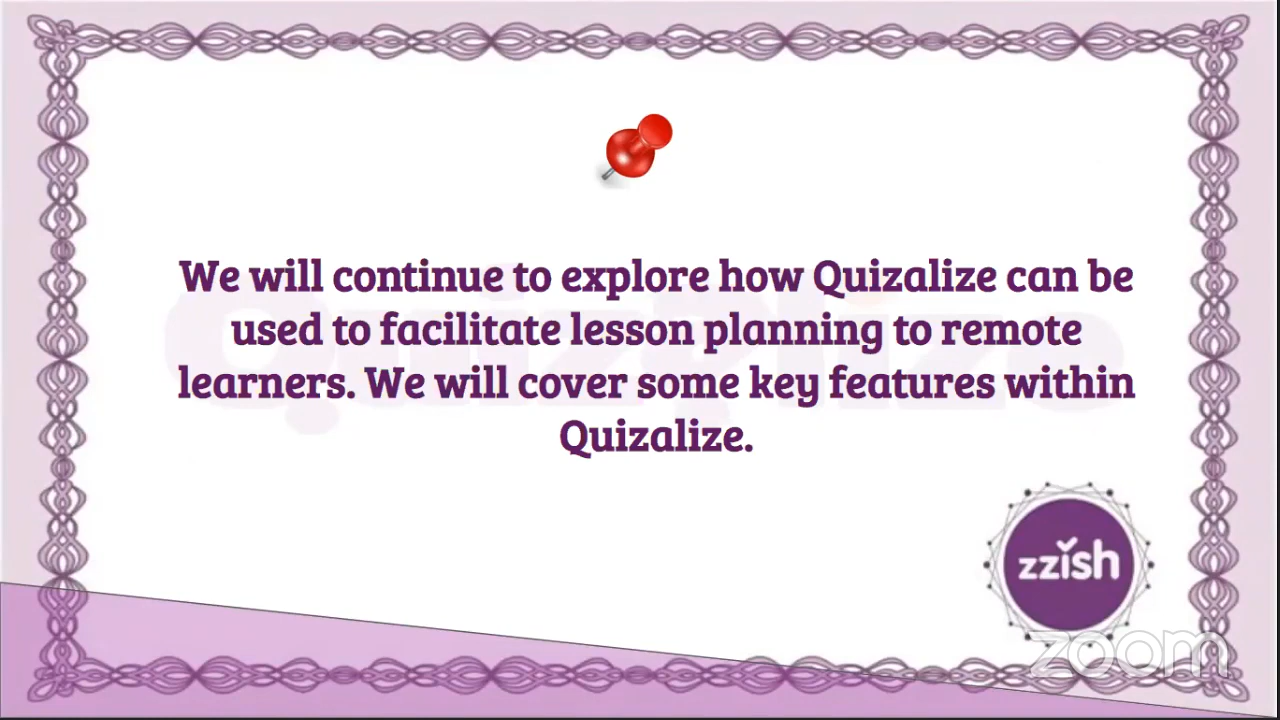 We will continue to explore how Quizalize can be
used to facilitate lesson planning to remote
learners. We will cover some key features within
Quizalize.
zzish
zoom
Quizalize